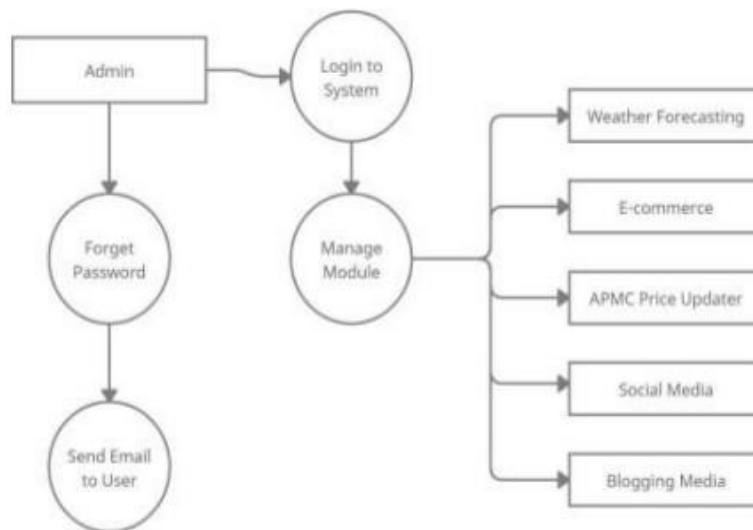 Admin
Login to
System
Weather Forecasting
E-commerce
Forget
Password
Manage
Module
APMC Price Updater
Social Media
Send Email
to User
Blogging Media